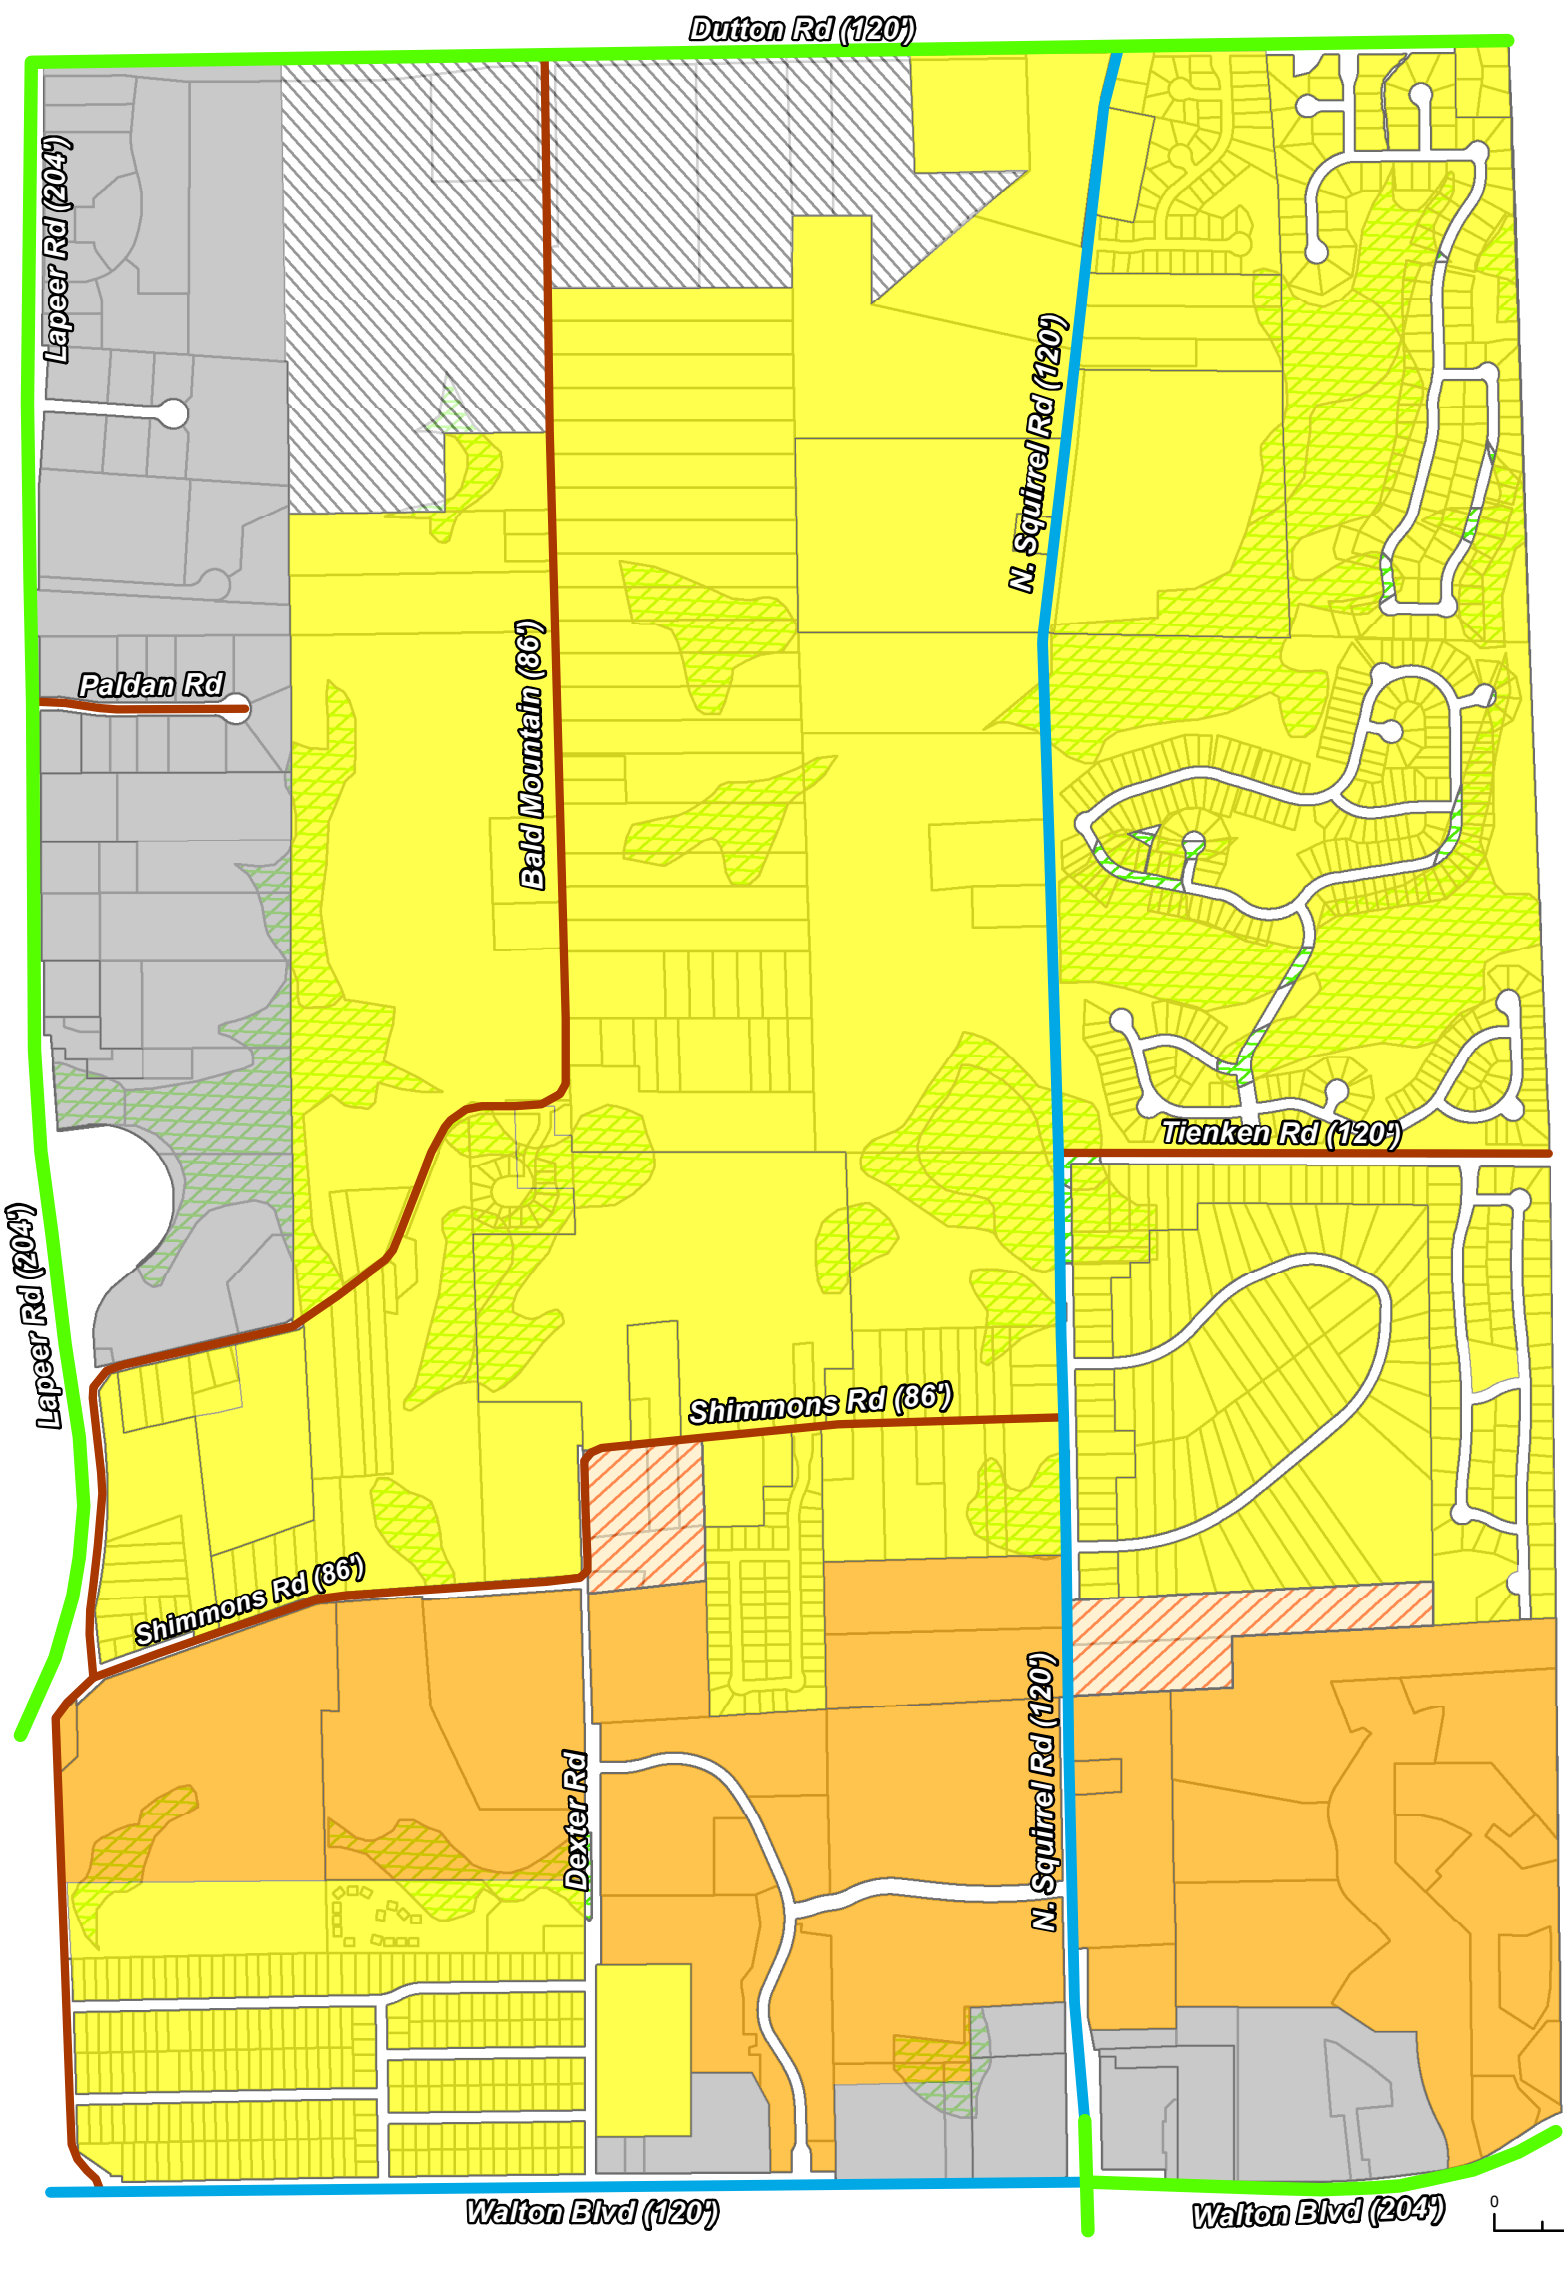 Dutton Rd (120')
Lapeer Rd (204')
N. Squirrel Rd (120')
Paldan Rd
Bald Mountain (86')
Tienken Rd (120')
Lapeer Rd (204')
Shimmons Rd (86')
Shimmons Rd (86')
Dexter Rd
N. Squirrel Rd (120')
Walton Blvd (120')
Walton Blvd (204')
0